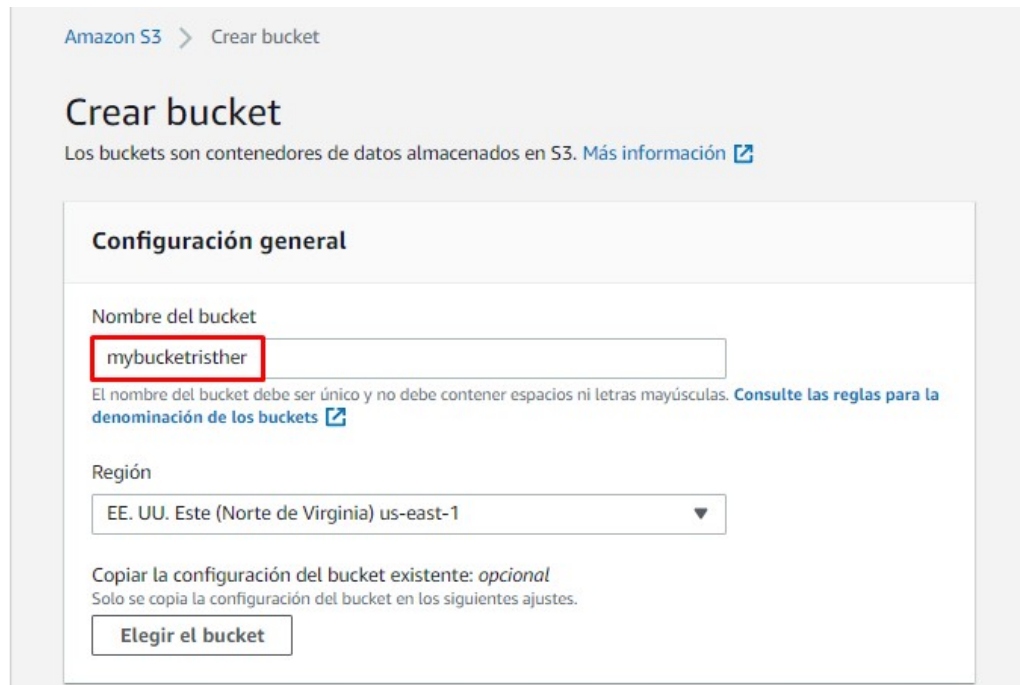 Amazon S3 > Crear bucket
Crear bucket
Los buckets son contenedores de datos almacenados en S3. Más información
Configuración general
Nombre del bucket
mybucketristher
El nombre del bucket debe ser único y no debe contener espacios ni letras mayúsculas. Consulte las reglas para la
denominación de los buckets
Región
EE. UU. Este (Norte de Virginia) us-east-1
Copiar la configuración del bucket existente: opcional
Solo se copia la configuración del bucket en los siguientes ajustes.
Elegir el bucket